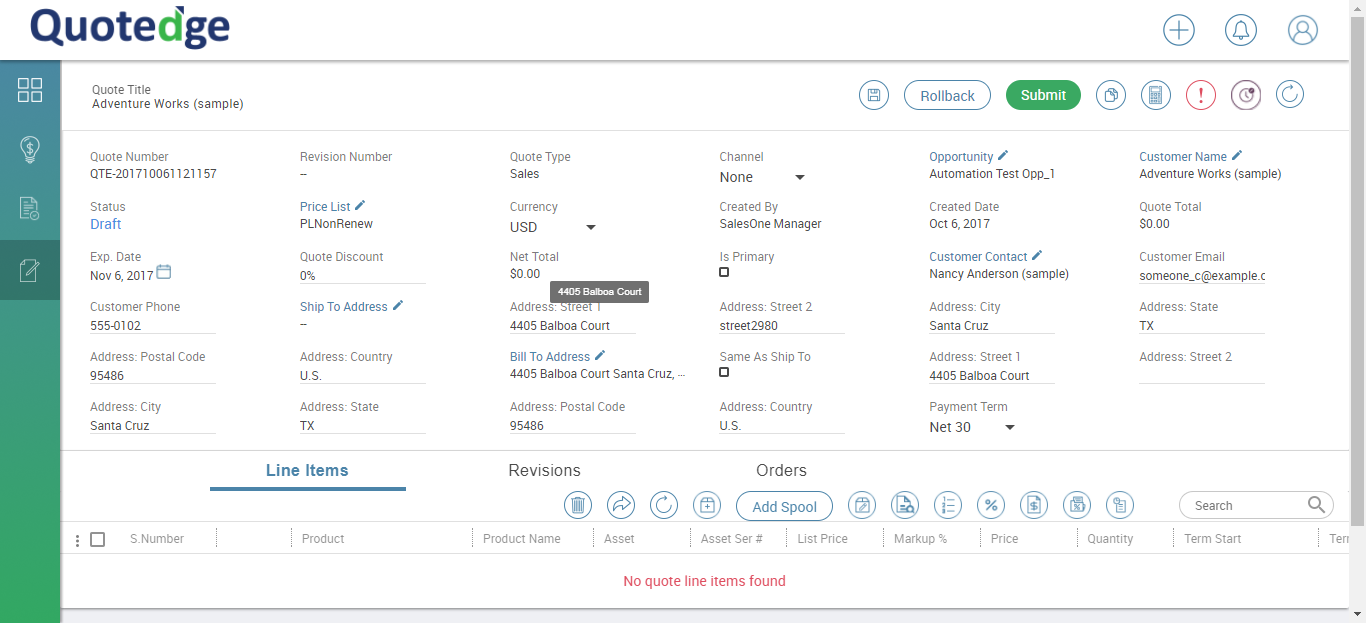 Quotedge
Quote Title
Adventure Works (sample)
Rollback
Submit
Quote Number
QTE-201710061121157
Revision Number
--
Quote Type
Sales
Channel
None
Opportunity
Automation Test Opp_1
Customer Name
Adventure Works (sample)
Status
Draft
Price List
PLNonRenew
Currency
USD
Created By
SalesOne Manager
Created Date
Oct 6, 2017
Quote Total
$0.00
Exp. Date
Nov 6, 2017
Quote Discount
0%
Net Total
$0.00
Is Primary
Customer Contact
Nancy Anderson (sample)
Customer Email
someone_c@example.c
4405 Balboa Court
Customer Phone
555-0102
Ship To Address
--
Address: Street 1
4405 Balboa Court
Address: Street 2
street2980
Address: City
Santa Cruz
Address: State
TX
Address: Postal Code
95486
Address: Country
U.S.
Bill To Address
4405 Balboa Court Santa Cruz, ...
Same As Ship To
Address: Street 1
4405 Balboa Court
Address: Street 2
Address: City
Santa Cruz
Address: State
TX
Address: Postal Code
95486
Address: Country
U.S.
Payment Term
Net 30
Line Items
Revisions
Orders
Add Spool
Search
S.Number
Product
Product Name
Asset
Asset Ser #
List Price
Markup %
Price
Quantity
Term Start
Terr
No quote line items found